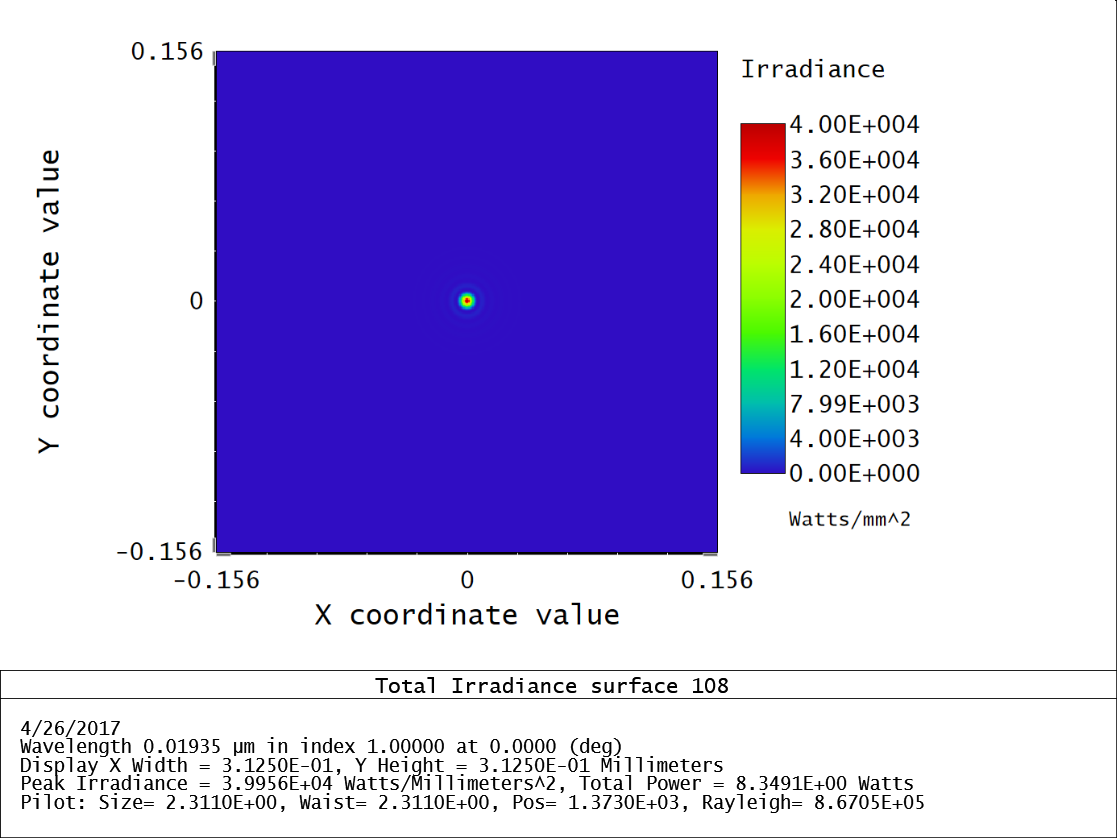 0.156
0
-0.156
-0.156 0 0.156
X coordinate value
Y coordinate value
Irradiance
4.00E+004
3.60E+004
3.20E+004
2.80E+004
2.40E+004
2.00E+004
1.60E+004
1.20E+004
7.99E+003
4.00E+003
0.00E+000
Watts/mm^2
Total Irradiance surface 108
4/26/2017
Wavelength 0.01935 µm in index 1.00000 at 0.0000 (deg)
Display X Width = 3.1250E-01, Y Height = 3.1250E-01 Millimeters
Peak Irradiance = 3.9956E+04 Watts/Millimeters^2, Total Power = 8.3491E+00 Watts
Pilot: Size= 2.3110E+00, Waist= 2.3110E+00, Pos= 1.3730E+03, Rayleigh= 8.6705E+05